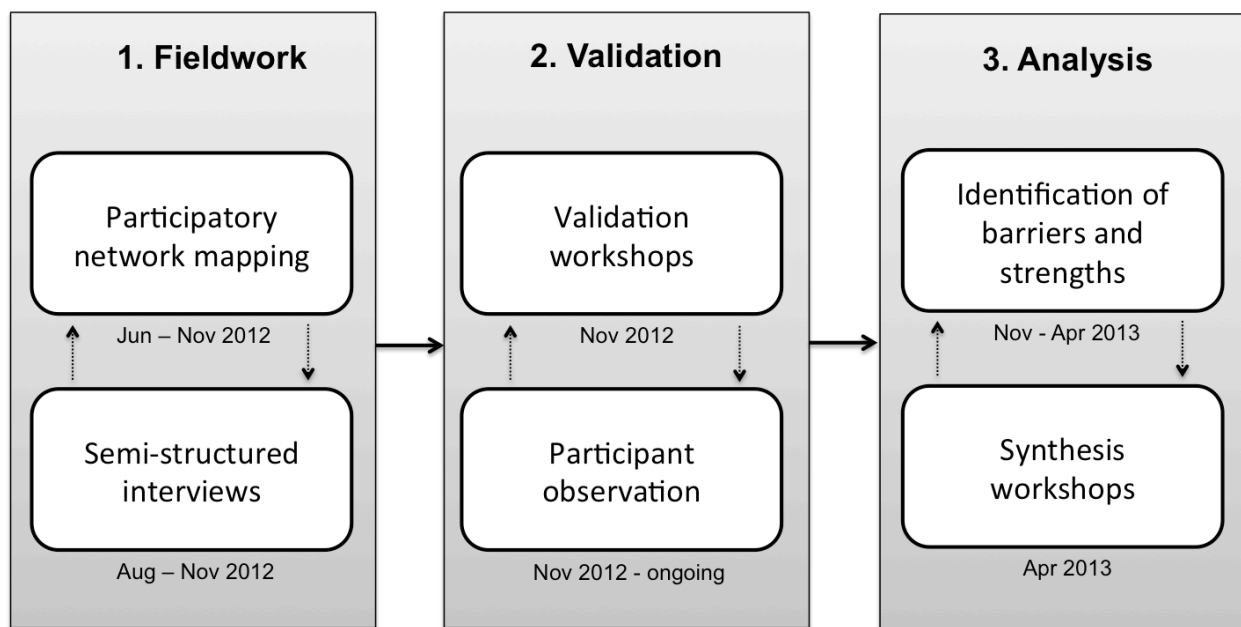 1. Fieldwork
Participatory
network mapping
Jun – Nov 2012
Semi-structured
interviews
Aug – Nov 2012
2. Validation
Validation
workshops
Nov 2012
Participant
observation
Nov 2012 - ongoing
3. Analysis
Identification of
barriers and
strengths
Nov - Apr 2013
Synthesis
workshops
Apr 2013